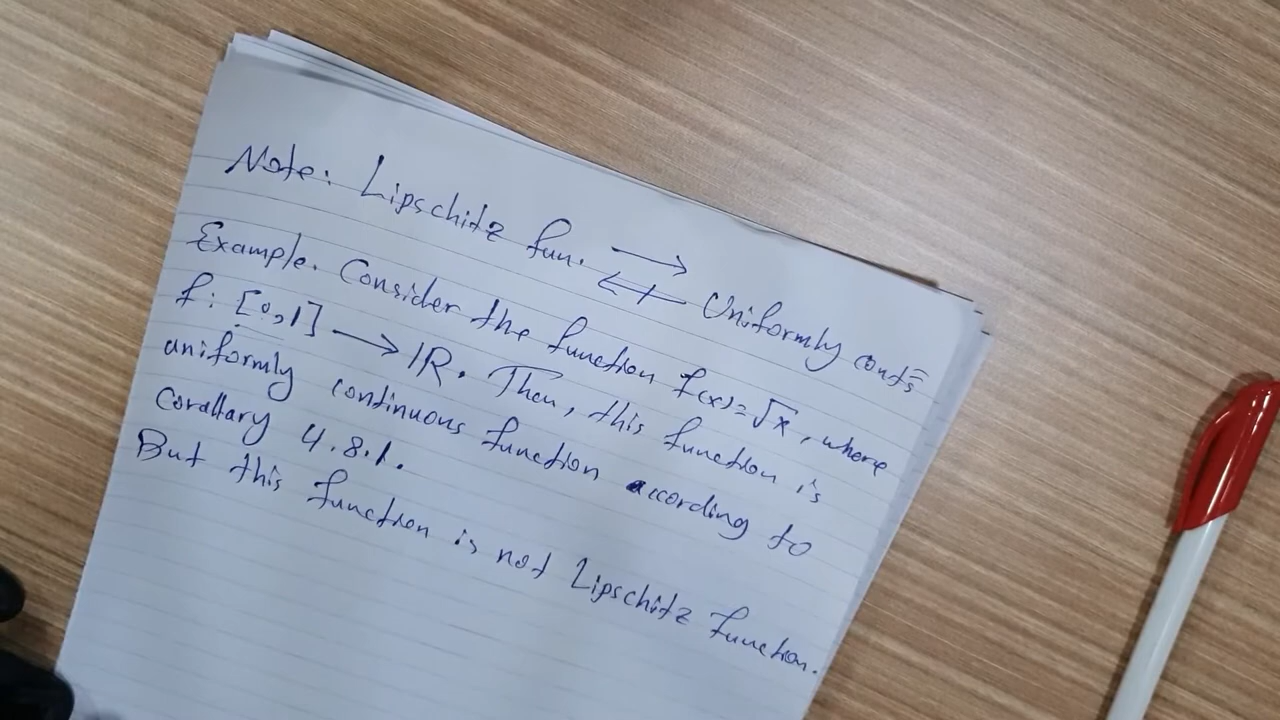 Note: Lipschitz fun. ⟶ ↚ Uniformly conts
Example. Consider the function f(x)=√x, where
f: [0,1] ⟶ IR. Then, this function is
uniformly continuous function according to
Corollary 4.8.1.
But this function is not Lipschitz function.